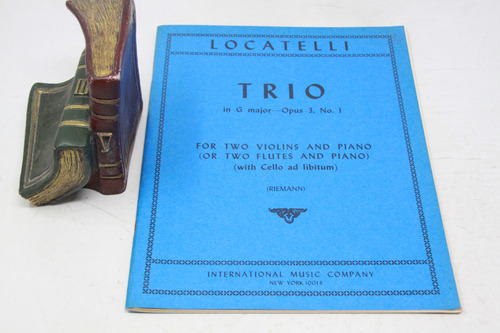 LOCATELLI
TRIO
in G major—Opus 3, No. 1
FOR TWO VIOLINS AND PIANO
(OR TWO FLUTES AND PIANO)
(with Cello ad libitum)
(RIEMANN)
INTERNATIONAL MUSIC COMPANY
NEW YORK 10018